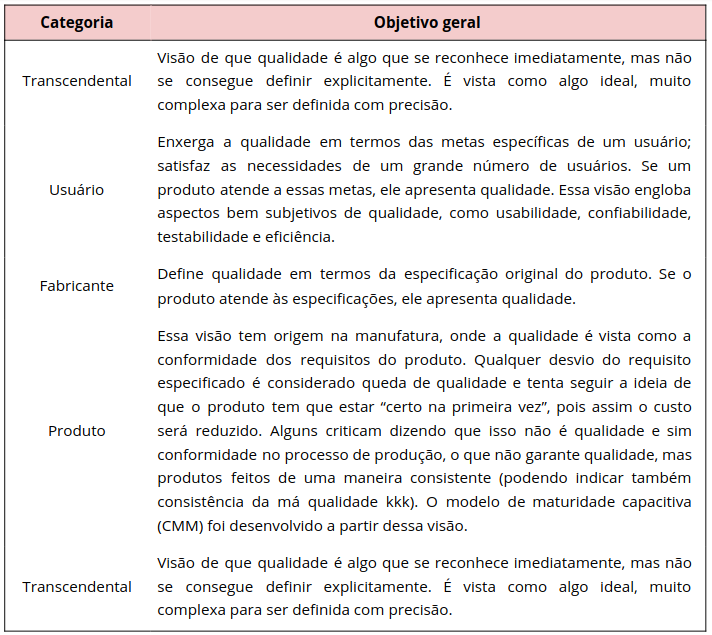 Categoria Objetivo geral
Transcendental
Visão de que qualidade é algo que se reconhece imediatamente, mas não
se consegue definir explicitamente. É vista como algo ideal, muito
complexa para ser definida com precisão.
Usuário
Enxerga a qualidade em termos das metas específicas de um usuário;
satisfaz as necessidades de um grande número de usuários. Se um
produto atende a essas metas, ele apresenta qualidade. Essa visão engloba
aspectos bem subjetivos de qualidade, como usabilidade, confiabilidade,
testabilidade e eficiência.
Fabricante
Define qualidade em termos da especificação original do produto. Se o
produto atende às especificações, ele apresenta qualidade.
Produto
Essa visão tem origem na manufatura, onde a qualidade é vista como a
conformidade dos requisitos do produto. Qualquer desvio do requisito
especificado é considerado queda de qualidade e tenta seguir a ideia de
que o produto tem que estar “certo na primeira vez”, pois assim o custo
será reduzido. Alguns criticam dizendo que isso não é qualidade e sim
conformidade no processo de produção, o que não garante qualidade, mas
produtos feitos de uma maneira consistente (podendo indicar também
consistência da má qualidade kkk). O modelo de maturidade capacitiva
(CMM) foi desenvolvido a partir dessa visão.
Transcendental
Visão de que qualidade é algo que se reconhece imediatamente, mas não
se consegue definir explicitamente. É vista como algo ideal, muito
complexa para ser definida com precisão.